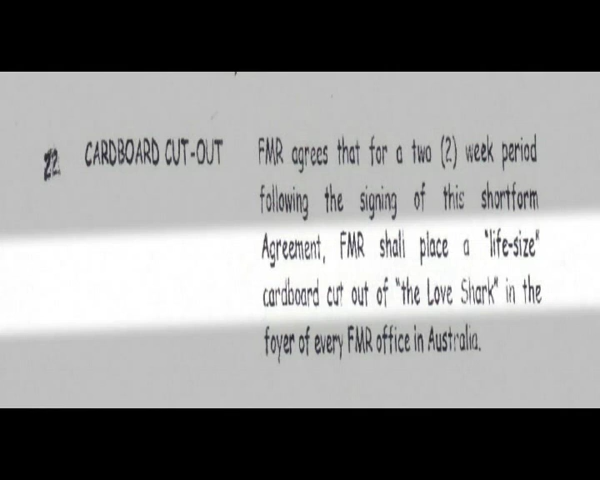 22. CARDBOARD CUT-OUT FMR agrees that for a two (2) week period
following the signing of this shortform
Agreement, FMR shall place a "life-size"
cardboard cut out of "the Love Shark" in the
foyer of every FMR office in Australia.